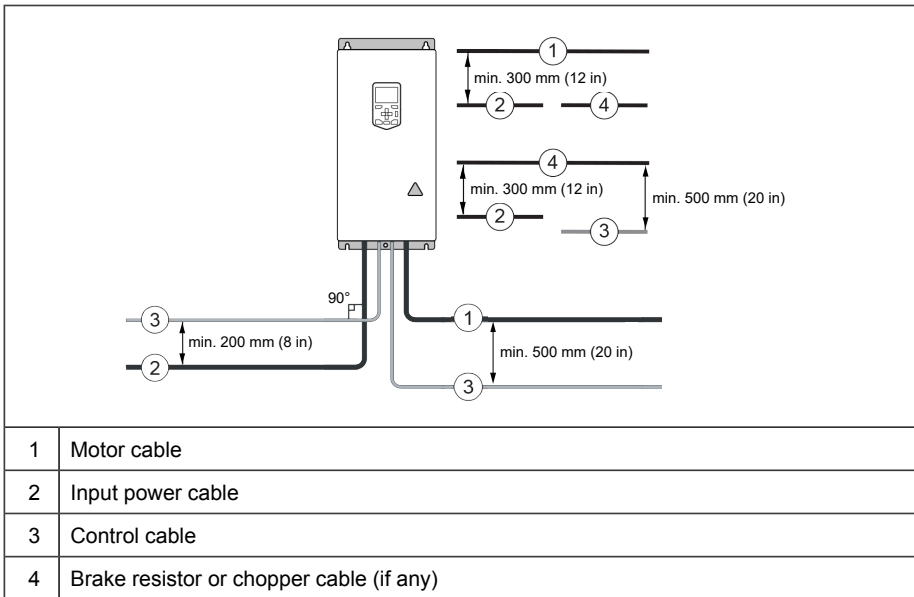 1
min. 300 mm (12 in)
2 4
4
min. 300 mm (12 in) min. 500 mm (20 in)
2
3
90°
3 1
min. 200 mm (8 in) min. 500 mm (20 in)
2
3
1 Motor cable
2 Input power cable
3 Control cable
4 Brake resistor or chopper cable (if any)